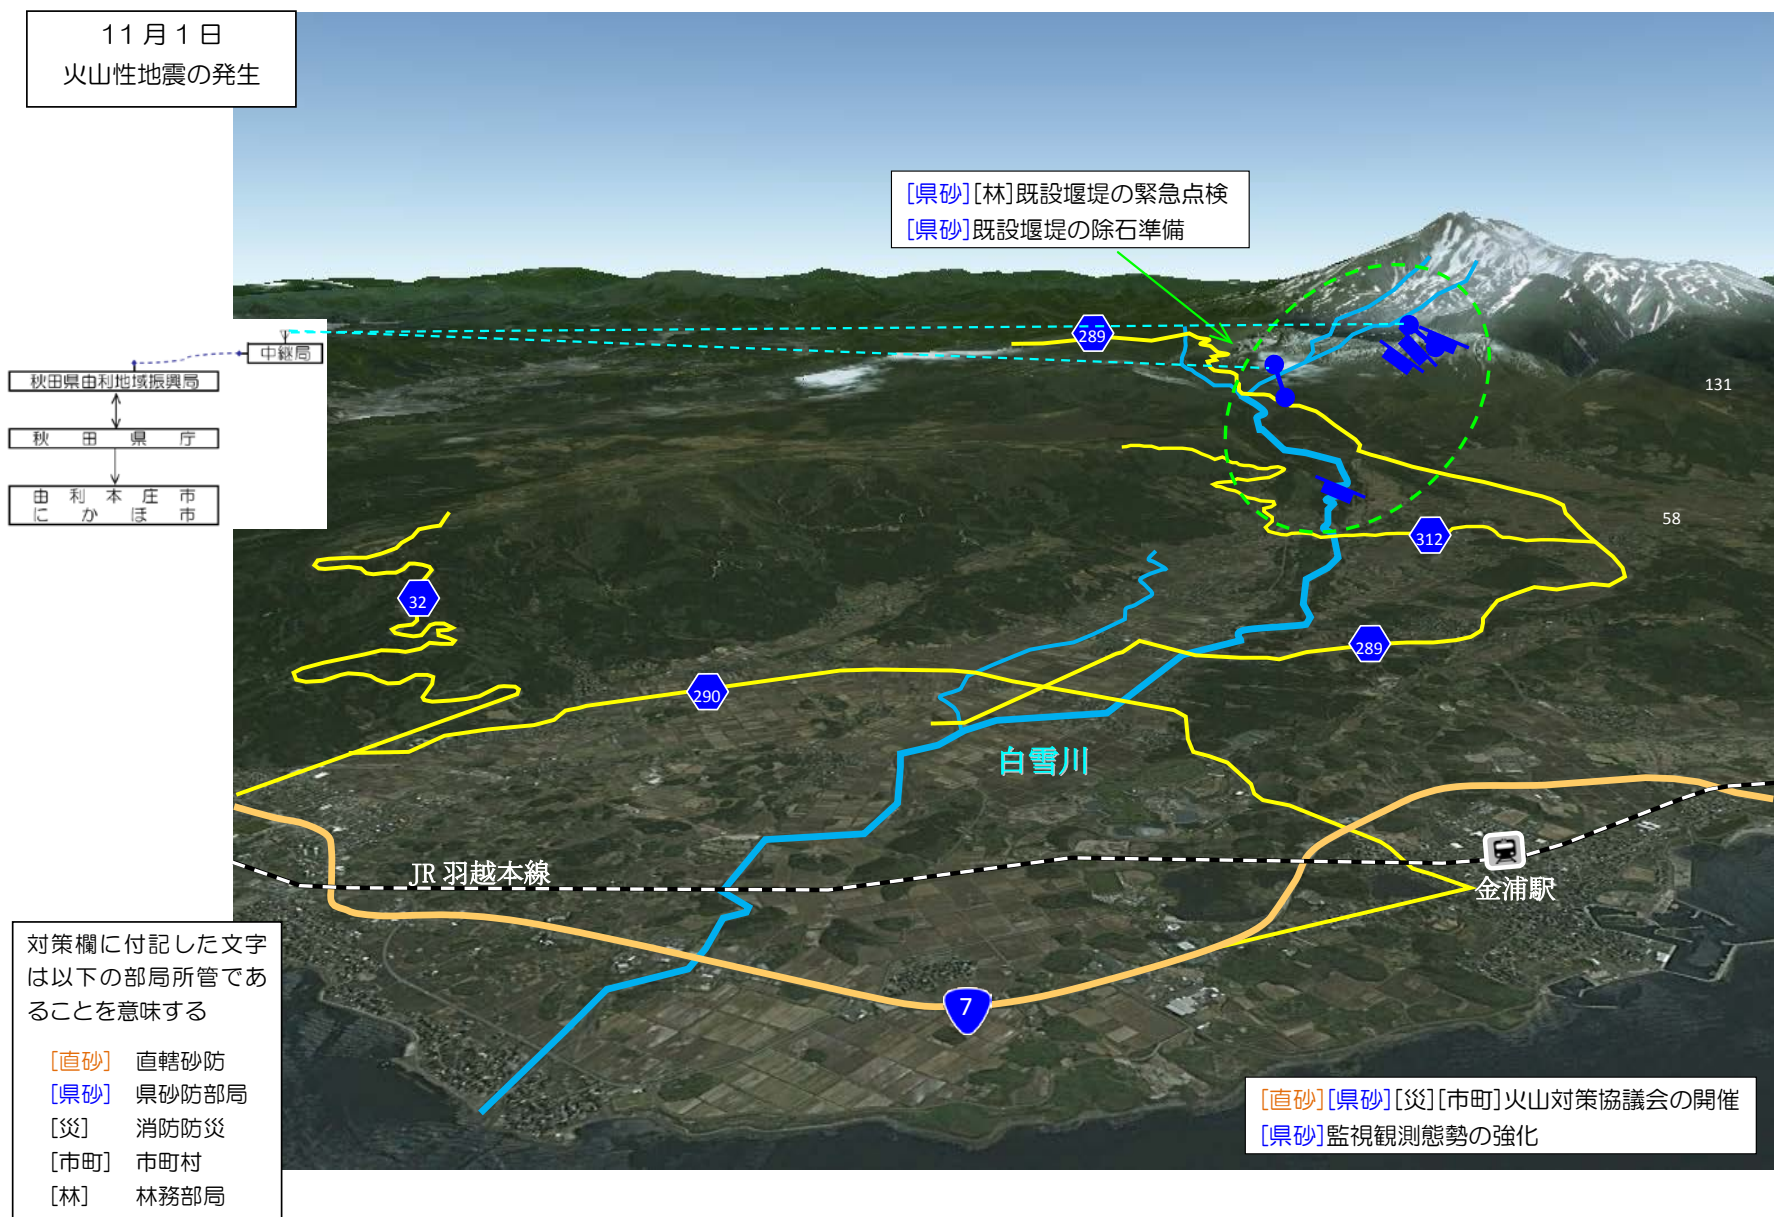 11月1日
火山性地震の発生
[県砂][林]既設堰堤の緊急点検
[県砂]既設堰堤の除石準備
289
中継局
秋田県由利地域振興局
秋田県庁
由利本庄市
にかほ市
131
58
312
32
289
290
白雪川
JR羽越本線
金浦駅
7
対策欄に付記した文字
は以下の部局所管であ
ることを意味する
[直砂] 直轄砂防
[県砂] 県砂防部局
[災] 消防防災
[市町] 市町村
[林] 林務部局
[直砂][県砂][災][市町]火山対策協議会の開催
[県砂]監視観測態勢の強化